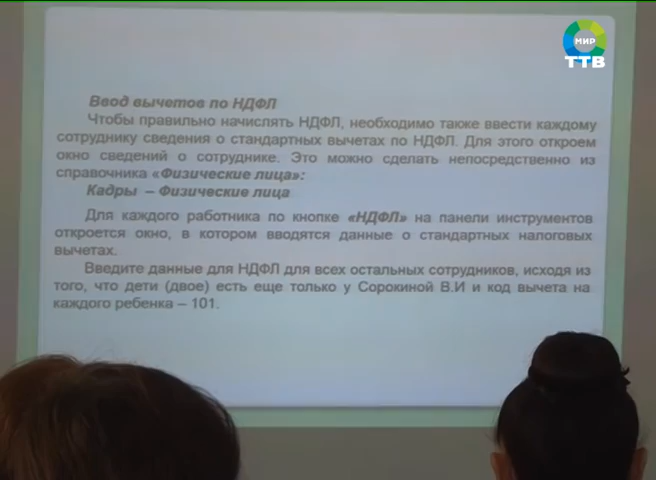 МИР
ТТВ
Ввод вычетов по НДФЛ
Чтобы правильно начислять НДФЛ, необходимо также ввести каждому
сотруднику сведения о стандартных вычетах по НДФЛ. Для этого откроем
окно сведений о сотруднике. Это можно сделать непосредственно из
справочника «Физические лица»:
Кадры – Физические лица
Для каждого работника по кнопке «НДФЛ» на панели инструментов
откроется окно, в котором вводятся данные о стандартных налоговых
вычетах.
Введите данные для НДФЛ для всех остальных сотрудников, исходя из
того, что дети (двое) есть еще только у Сорокиной В.И и код вычета на
каждого ребенка – 101.